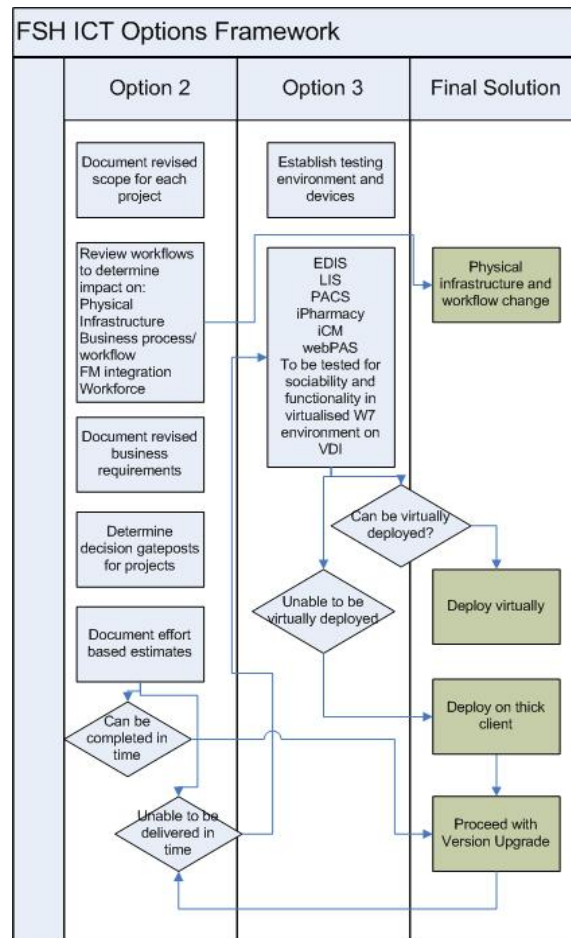 FSH ICT Options Framework
Option 2
Option 3
Final Solution
Document revised
scope for each
project
Establish testing
environment and
devices
Review workflows
to determine
impact on:
Physical
Infrastructure
Business process/
workflow
FM integration
Workforce
EDIS
LIS
PACS
iPharmacy
iCM
webPAS
To be tested for
sociability and
functionality in
virtualised W7
environment on
VDI
Physical
infrastructure and
workflow change
Document revised
business
requirements
Can be virtually
deployed?
Determine
decision gateposts
for projects
Unable to be
virtually deployed
Deploy virtually
Document effort
based estimates
Can be
completed in
time
Deploy on thick
client
Unable to be
delivered in
time
Proceed with
Version Upgrade